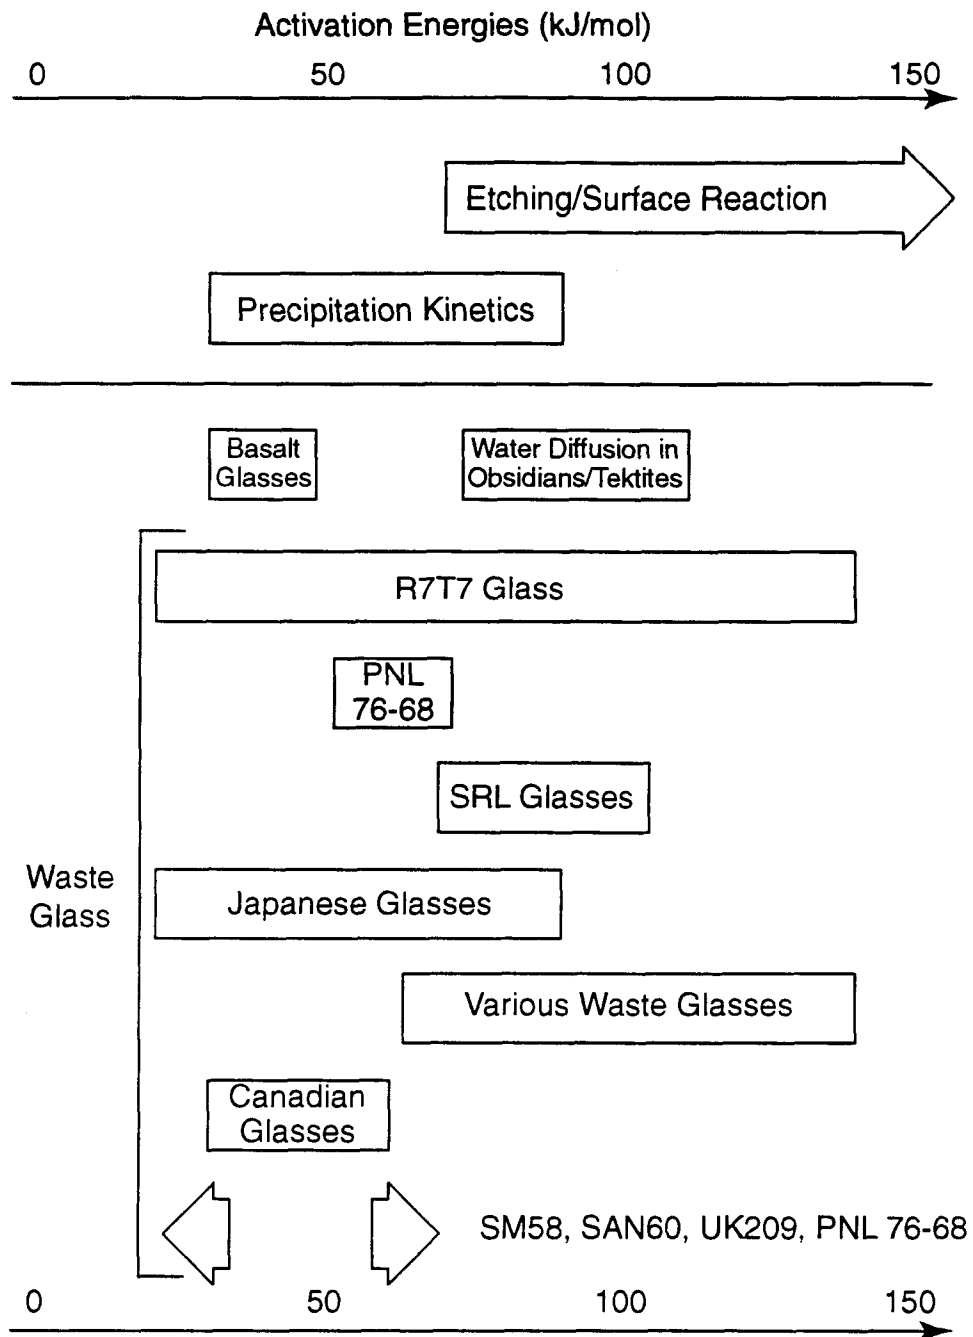 Activation Energies (kJ/mol)
0 50 100 150
Etching/Surface Reaction
Precipitation Kinetics
Basalt
Glasses
Water Diffusion in
Obsidians/Tektites
R7T7 Glass
PNL
76-68
SRL Glasses
Waste
Glass
Japanese Glasses
Various Waste Glasses
Canadian
Glasses
SM58, SAN60, UK209, PNL 76-68
0 50 100 150